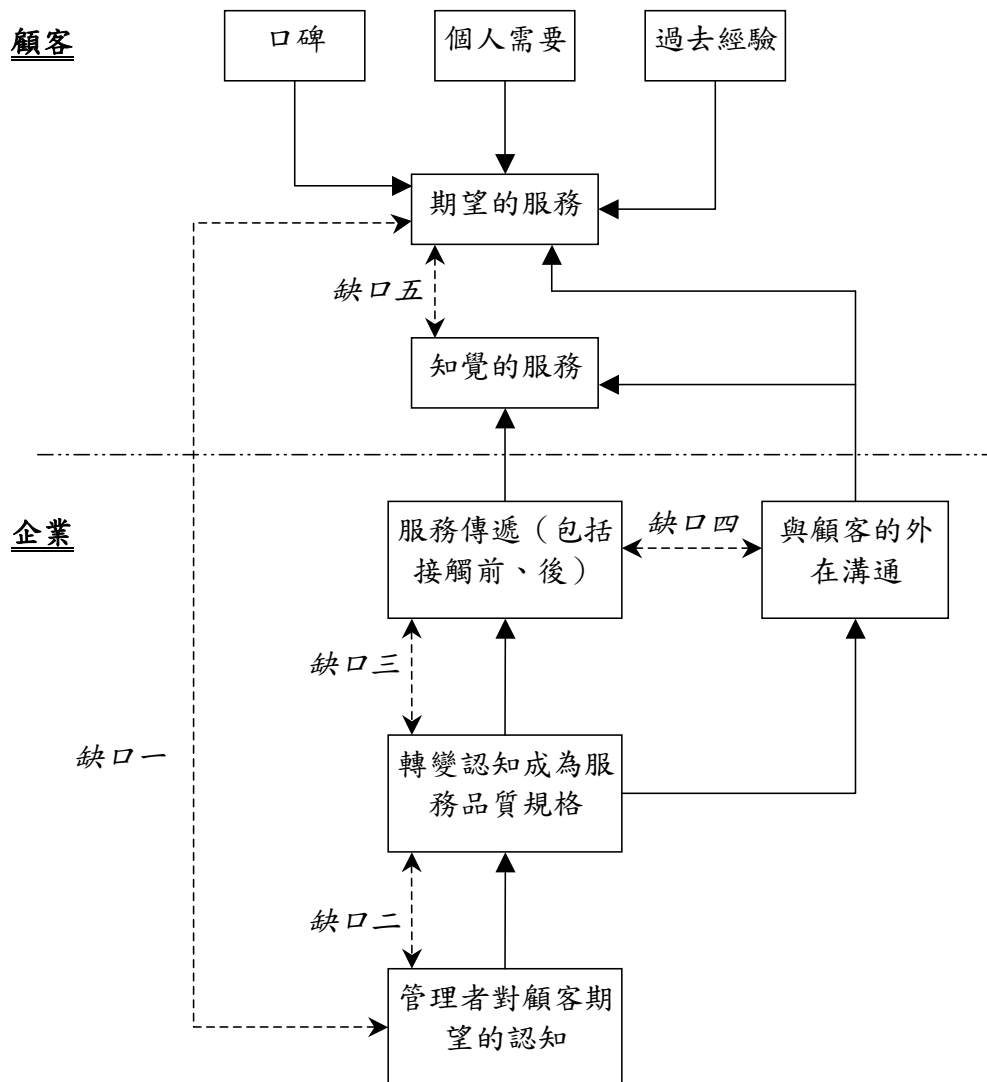 顧客
口碑
個人需要
過去經驗
期望的服務
缺口五
知覺的服務
企業
服務傳遞（包括
接觸前、後）
缺口四
與顧客的外
在溝通
缺口三
缺口一
轉變認知成為服
務品質規格
缺口二
管理者對顧客期
望的認知